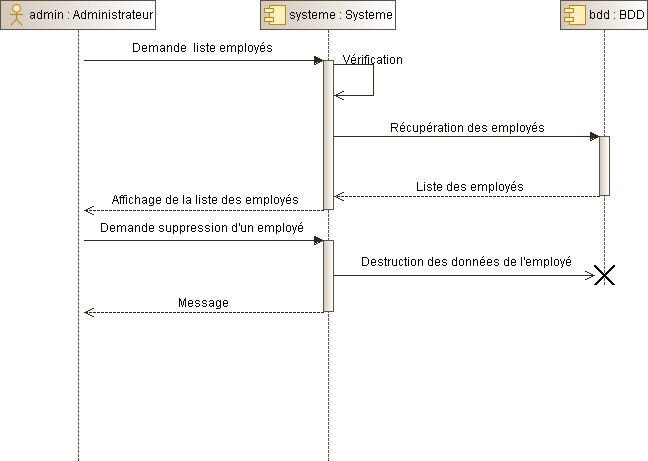 admin : Administrateur
systeme : Systeme
bdd : BDD
Demande liste employés
Vérification
Récupération des employés
Liste des employés
Affichage de la liste des employés
Demande suppression d'un employé
Destruction des données de l'employé
Message